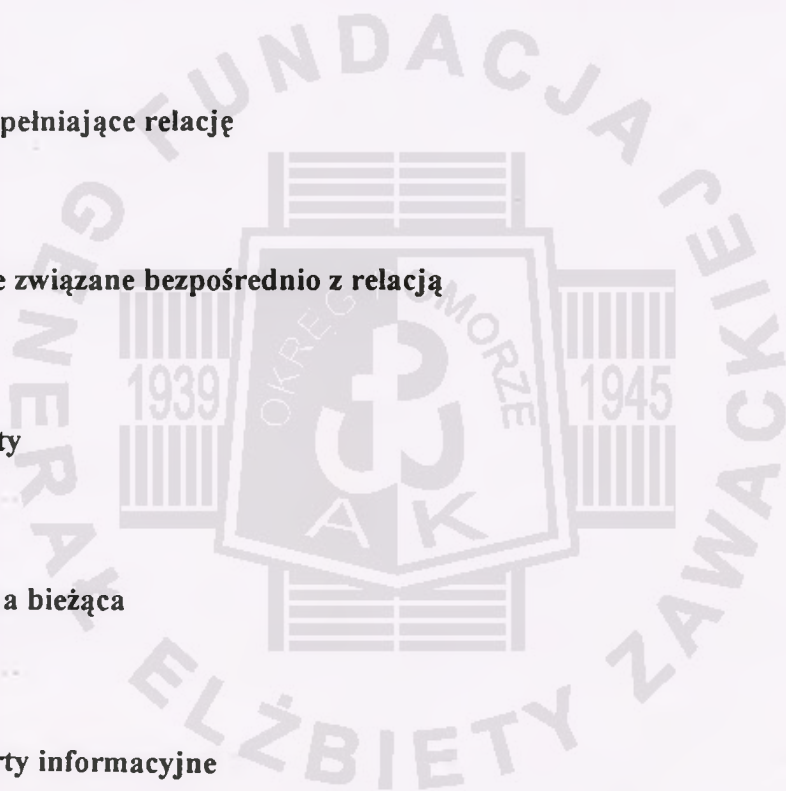 pełniające relację
e związane bezpośrednio z relacją
ty
a bieżąca
rty informacyjne
FUNDACJA GENERAŁ ELŻBIETY ZAWACKIEJ
OKRĘG POMORZE
1939
1945
AK